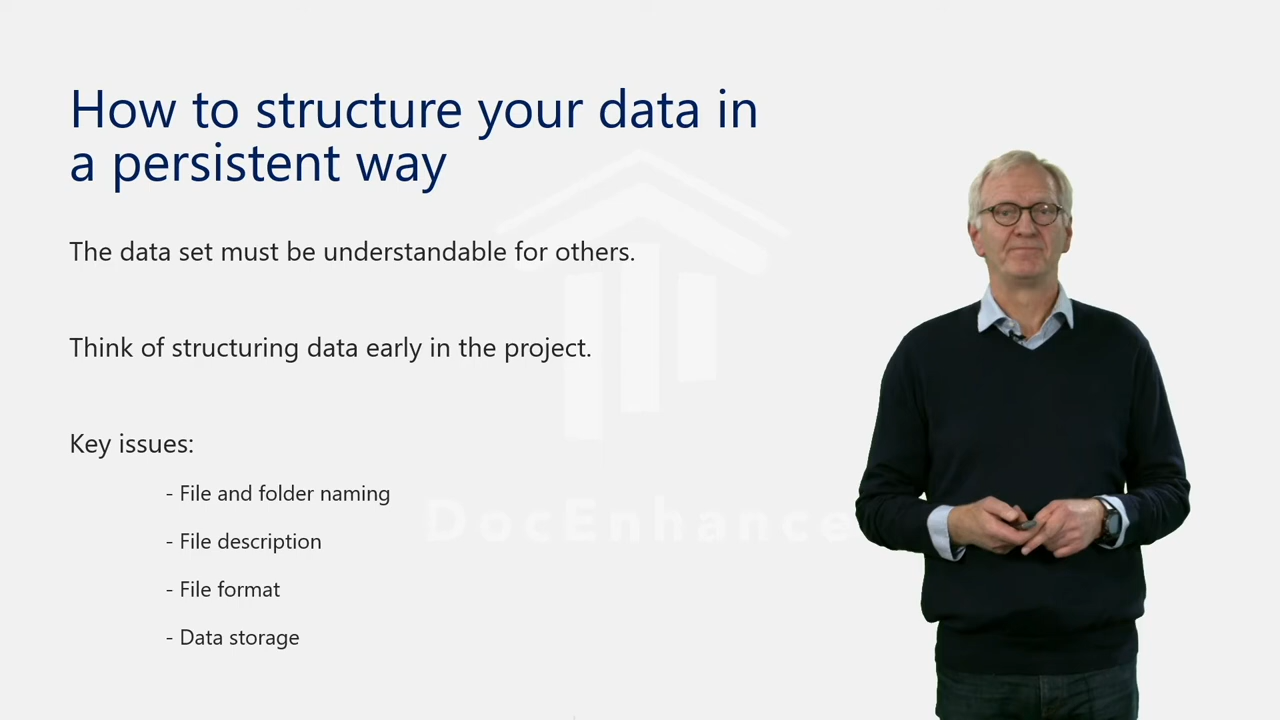 How to structure your data in
a persistent way
The data set must be understandable for others.
Think of structuring data early in the project.
Key issues:
- File and folder naming
- File description
- File format
- Data storage
DocEnhance